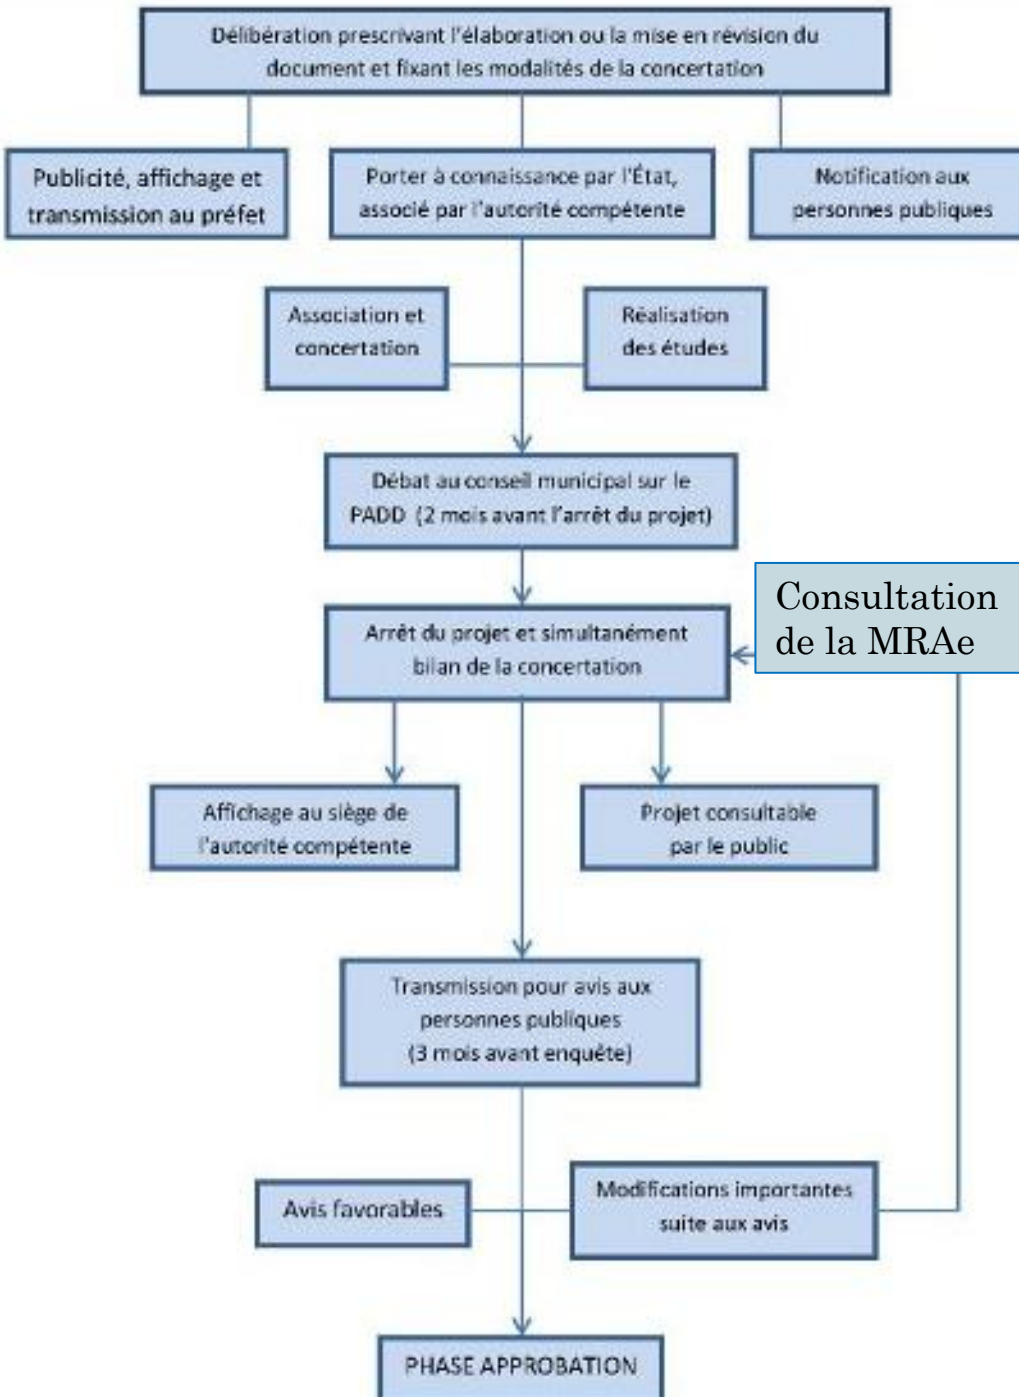 Délibération prescrivant l'élaboration ou la mise en révision du
document et fixant les modalités de la concertation
Publicité, affichage et
transmission au préfet
Porter à connaissance par l'État,
associé par l'autorité compétente
Notification aux
personnes publiques
Association et
concertation
Réalisation
des études
Débat au conseil municipal sur le
PADD (2 mois avant l'arrêt du projet)
Consultation
de la MRAe
Arrêt du projet et simultanément
bilan de la concertation
Affichage au siège de
l'autorité compétente
Projet consultable
par le public
Transmission pour avis aux
personnes publiques
(3 mois avant enquête)
Avis favorables
Modifications importantes
suite aux avis
PHASE APPROBATION